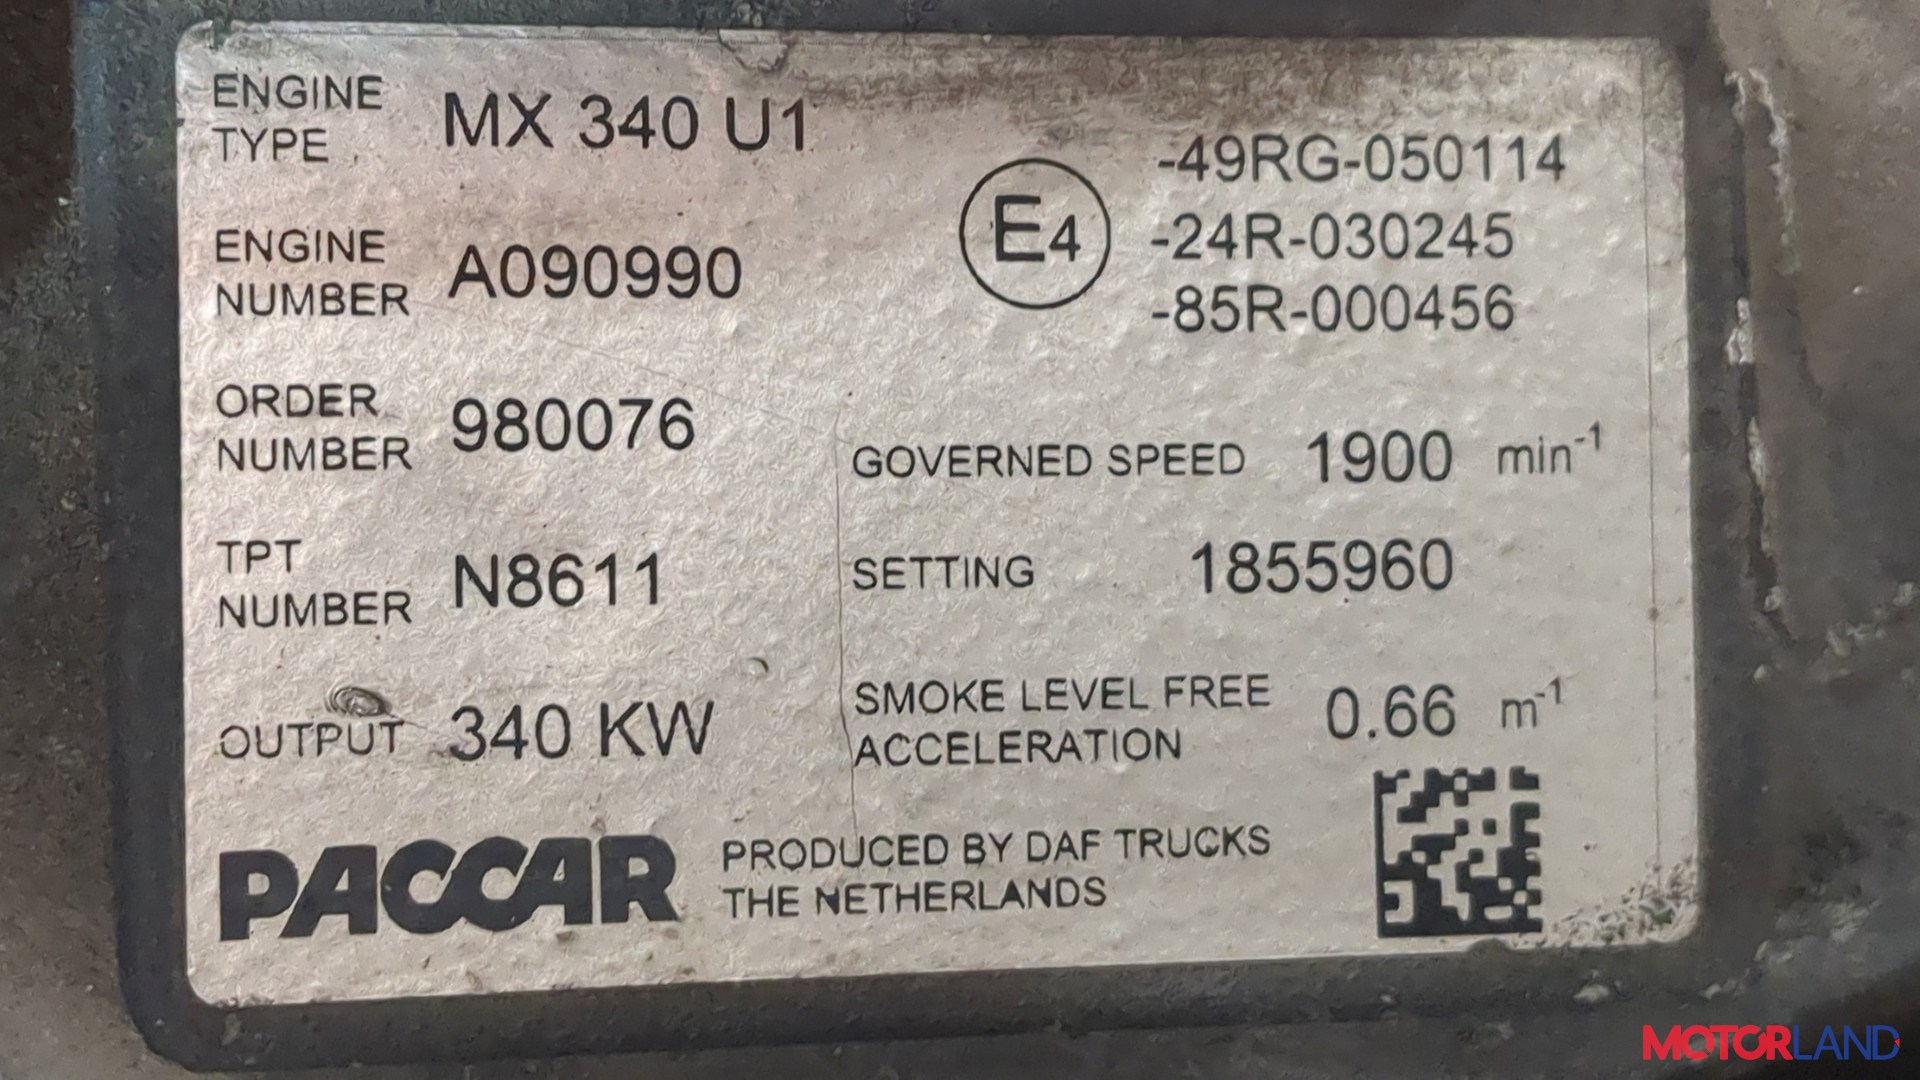 ENGINE TYPE MX 340 U1
ENGINE NUMBER A090990
ORDER NUMBER 980076
TPT NUMBER N8611
OUTPUT 340 KW
E4
-49RG-050114
-24R-030245
-85R-000456
GOVERNED SPEED 1900 min⁻¹
SETTING 1855960
SMOKE LEVEL FREE ACCELERATION 0.66 m⁻¹
PACCAR
PRODUCED BY DAF TRUCKS
THE NETHERLANDS
MOTORLAND